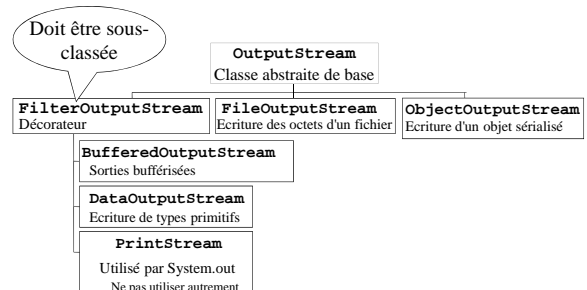 Doit être sous-
classée
OutputStream
Classe abstraite de base
FilterOutputStream
Décorateur
FileOutputStream
Ecriture des octets d'un fichier
ObjectOutputStream
Ecriture d'un objet sérialisé
BufferedOutputStream
Sorties bufférisées
DataOutputStream
Ecriture de types primitifs
PrintStream
Utilisé par System.out
Ne pas utiliser autrement